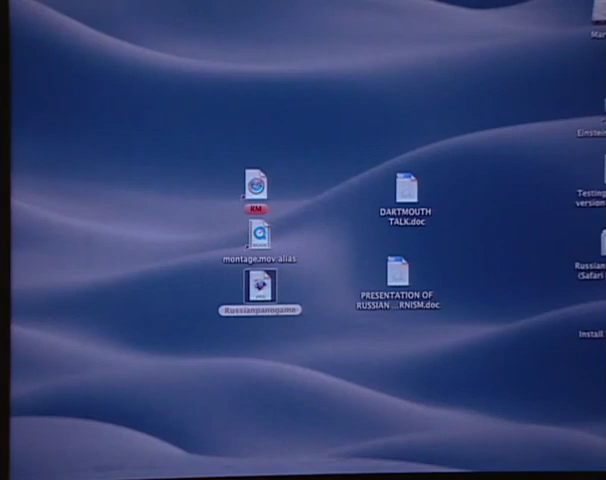 RM
montage.mov alias
Russianpanogame
DARTMOUTH
TALK.doc
PRESENTATION OF
RUSSIAN ...RNISM.doc
Mar
Einstein
Testing
version
Russian
(Safari
Install